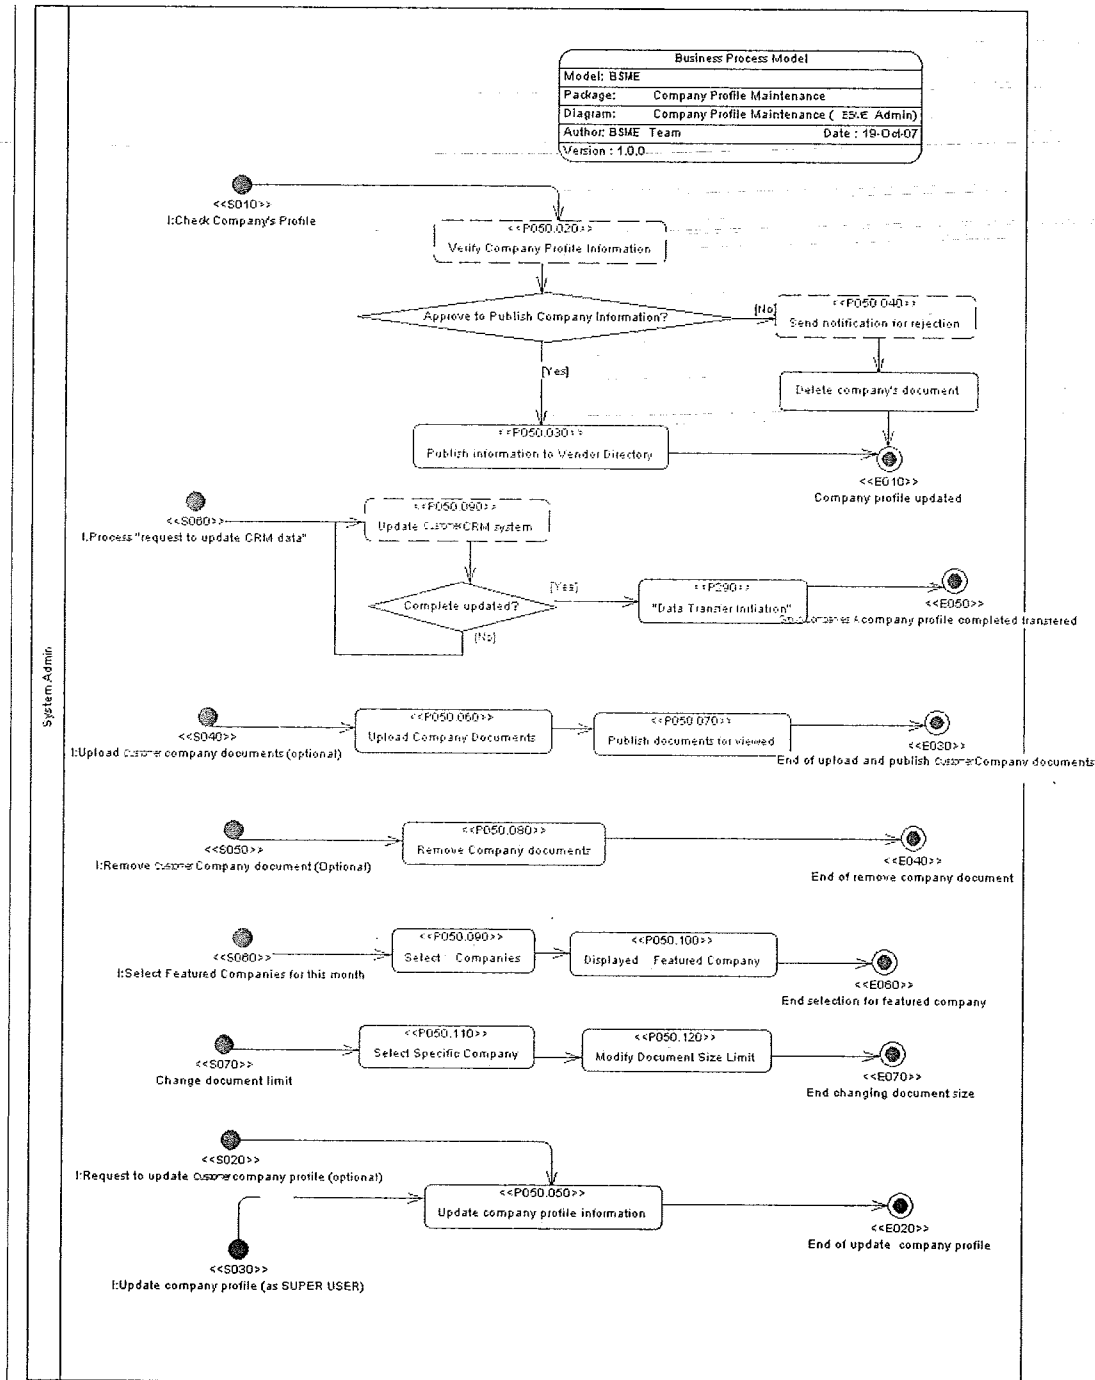 Business Process Model
Model: BSME
Package: Company Profile Maintenance
Diagram: Company Profile Maintenance ( Admin)
Author: BSME Team Date : 19-Oct-07
Version : 1.0.0
<<S010>>
I:Check Company's Profile
<<P050.020>>
Verify Company Profile Information
Approve to Publish Company Information?
[No]
<<P050.040>>
Send notification for rejection
[Yes]
Delete company's document
<<P050.030>>
Publish information to Vendor Directory
<<E010>>
Company profile updated
<<S080>>
I.Process "request to update CRM data"
<<P050.090>>
Update Customer CRM system
Complete updated?
[Yes]
[No]
<<P290>>
"Data Transfer Initiation"
<<E050>>
company profile completed transfered
System Admin
<<S040>>
I:Upload Customer company documents (optional)
<<P050.060>>
Upload Company Documents
<<P050.070>>
Publish documents for viewed
<<E030>>
End of upload and publish Customer Company documents
<<S050>>
I:Remove Customer Company document (Optional)
<<P050.080>>
Remove Company documents
<<E040>>
End of remove company document
<<S060>>
I:Select Featured Companies for this month
<<P050.090>>
Select Companies
<<P050.100>>
Displayed Featured Company
<<E060>>
End selection for featured company
<<S070>>
Change document limit
<<P050.110>>
Select Specific Company
<<P050.120>>
Modify Document Size Limit
<<E070>>
End changing document size
<<S020>>
I:Request to update Customer company profile (optional)
<<P050.050>>
Update company profile information
<<E020>>
End of update company profile
<<S030>>
I:Update company profile (as SUPER USER)